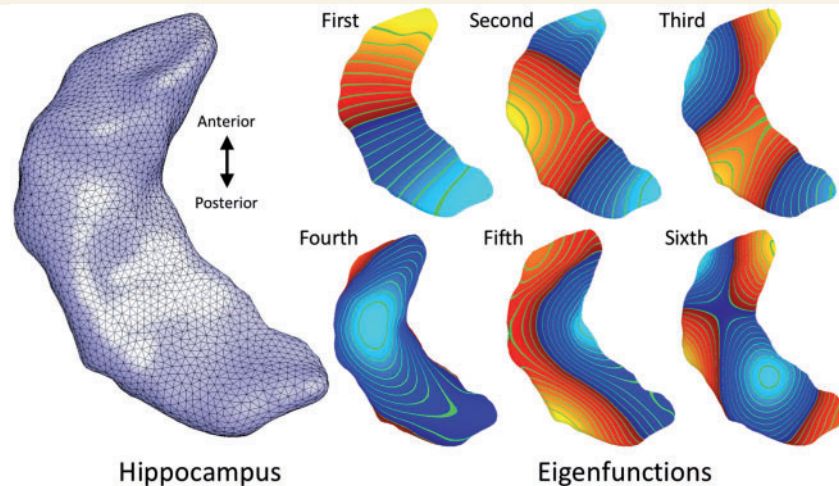 First
Second
Third
Anterior
Posterior
Fourth
Fifth
Sixth
Hippocampus
Eigenfunctions